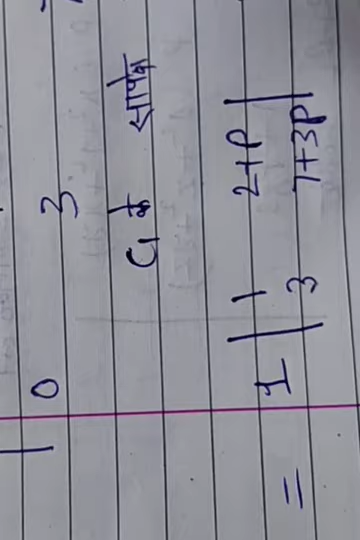 0 3
C₁ के सापेक्ष
= 1 | 1 2+P |
| 3 7+3P |